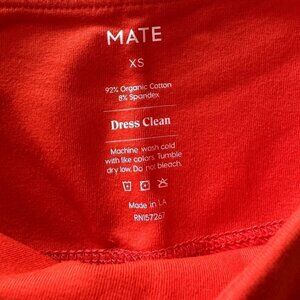 MATE
XS
92% Organic Cotton
8% Spandex
Dress Clean
Machine wash cold
with like colors. Tumble
dry low. Do not bleach.
Made in LA
RN157267